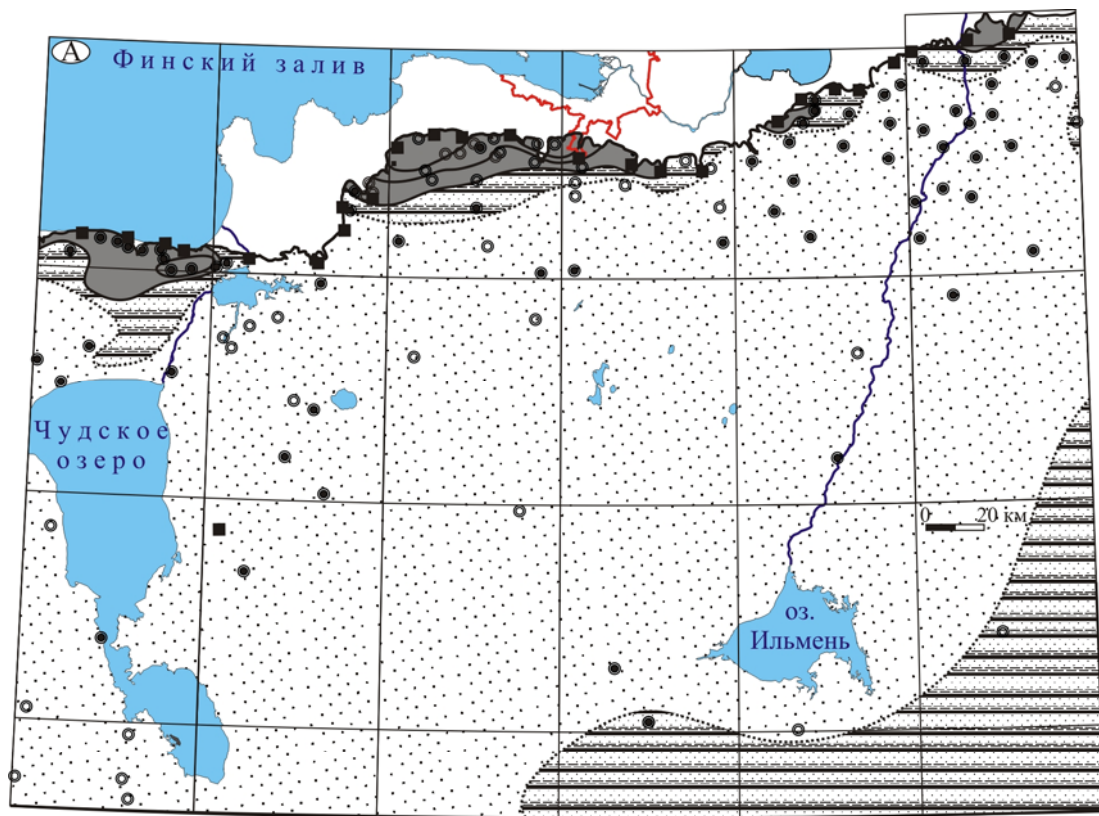 А
Финский залив
Чудское
озеро
0 20 км
оз.
Ильмень